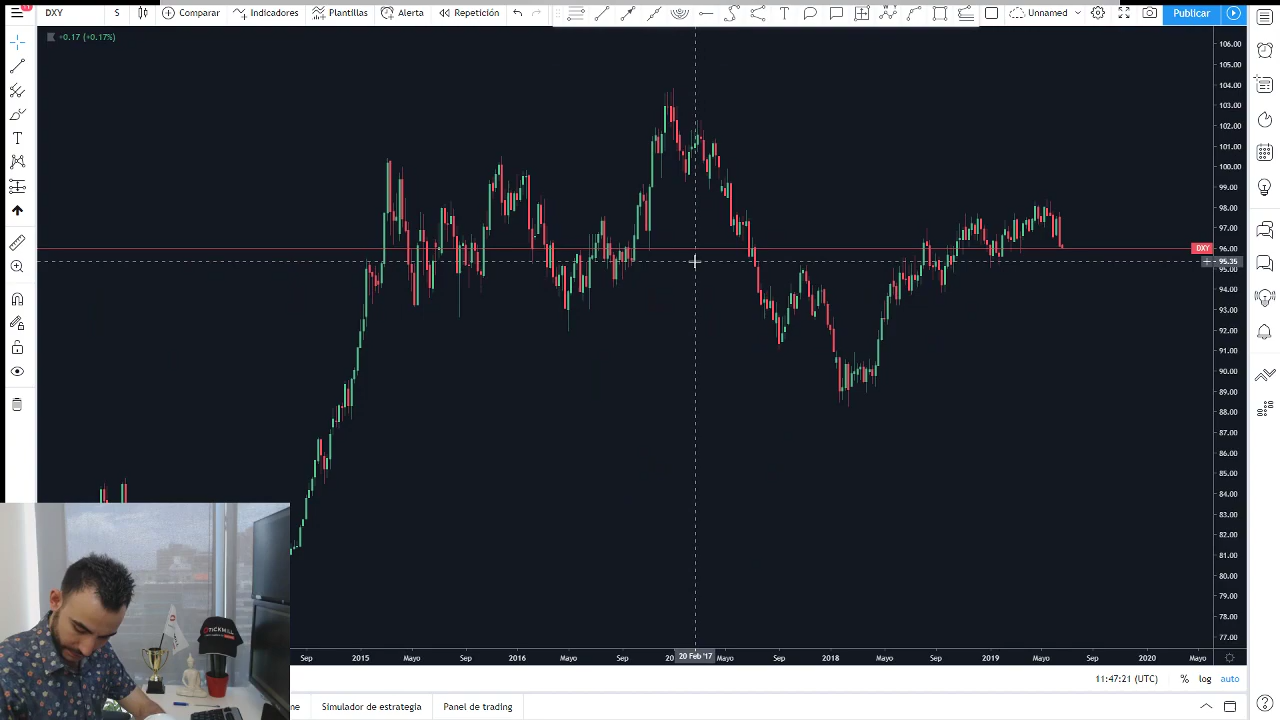 11
DXY
S
Comparar
Indicadores
Plantillas
Alerta
Repetición
Unnamed
Publicar
+0.17 (+0.17%)
106.00
105.00
104.00
103.00
102.00
101.00
100.00
99.00
98.00
97.00
DXY
96.00
95.35
95.00
94.00
93.00
92.00
91.00
90.00
89.00
88.00
87.00
86.00
85.00
84.00
83.00
82.00
81.00
80.00
79.00
78.00
77.00
TICKMILL
Sep 2015 Mayo Sep 2016 Mayo Sep 20 Feb '17 Mayo Sep 2018 Mayo Sep 2019 Mayo Sep 2020 Mayo
11:47:21 (UTC) % log auto
Simulador de estrategia
Panel de trading